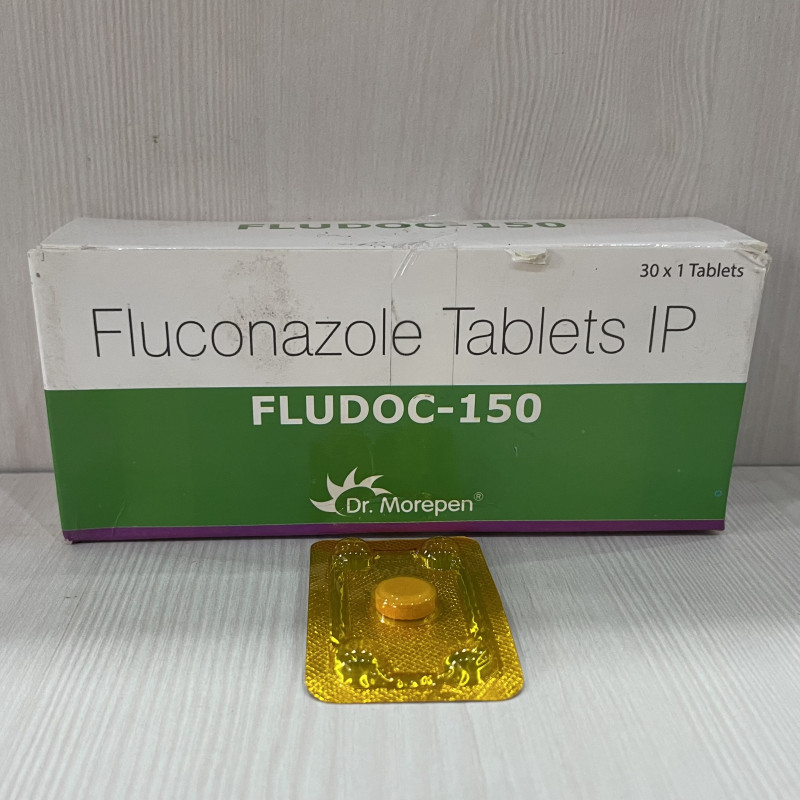 FLUDOC-150
30 x 1 Tablets
Fluconazole Tablets IP
FLUDOC-150
Dr. Morepen®